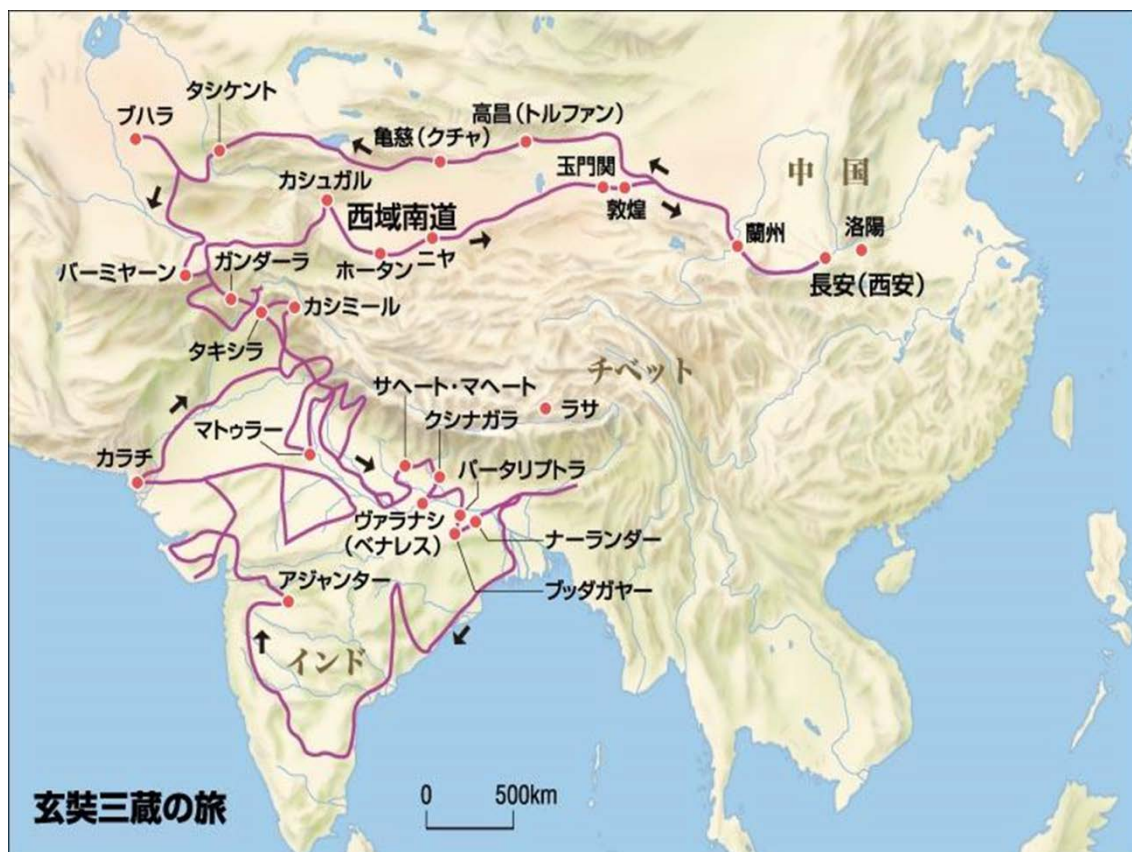 タシケント
ブハラ
高昌(トルファン)
亀慈(クチャ)
玉門関
敦煌
中国
カシュガル
西域南道
蘭州
洛陽
長安(西安)
ホータン
ニヤ
バーミヤーン
ガンダーラ
カシミール
タキシラ
チベット
サヘート・マヘート
クシナガラ
ラサ
マトゥラー
カラチ
パータリプトラ
ヴァラナシ
(ベナレス)
ナーランダー
ブッダガヤー
アジャンター
インド
玄奘三蔵の旅
0 500km